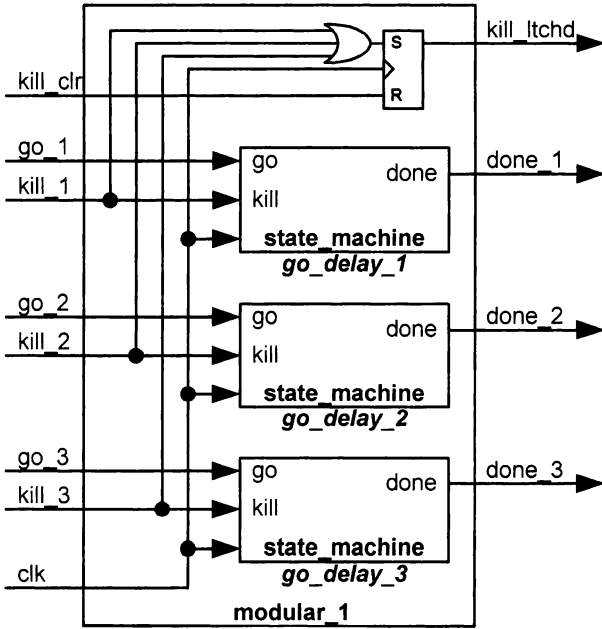 kill_ltchd
S
R
kill_clr
go_1
kill_1
go
kill
done
state_machine
go_delay_1
done_1
go_2
kill_2
go
kill
done
state_machine
go_delay_2
done_2
go_3
kill_3
go
kill
done
state_machine
go_delay_3
done_3
clk
modular_1